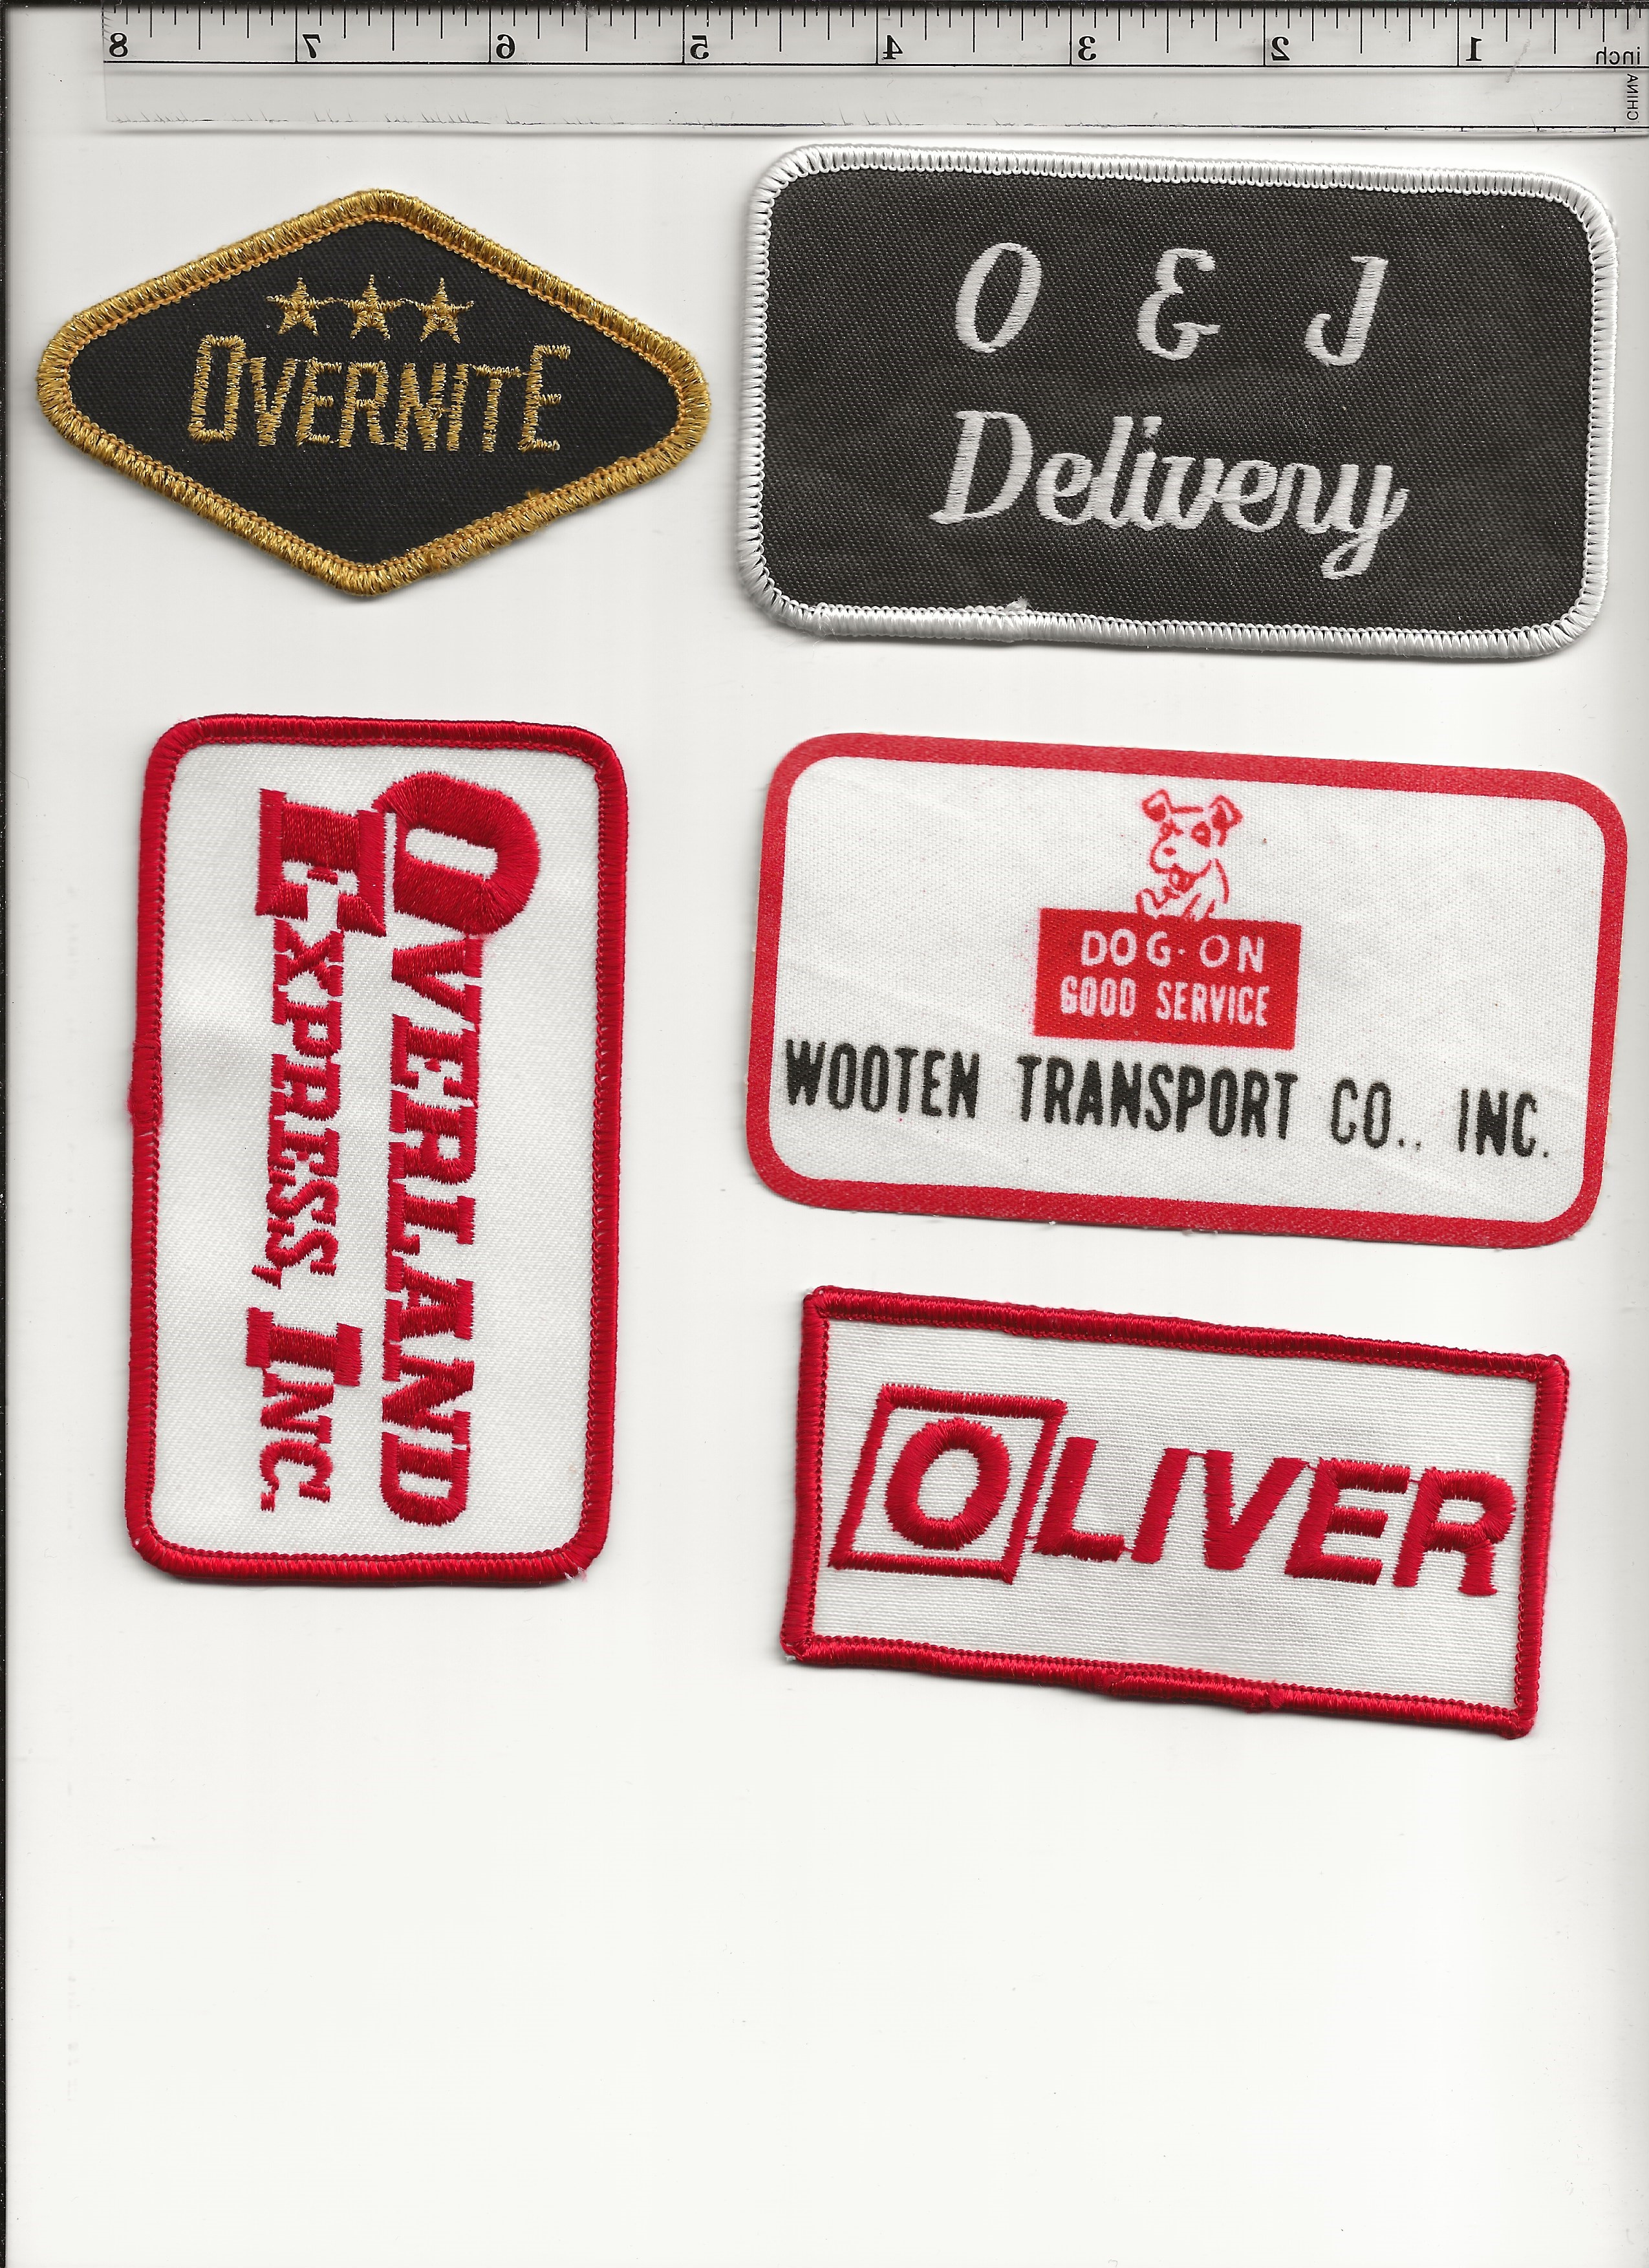 8 7 6 5 4 3 2 1 inch
CHINA
OVERNITE
O & J
Delivery
OVERLAND
EXPRESS, INC.
DOG-ON
GOOD SERVICE
WOOTEN TRANSPORT CO., INC.
OLIVER